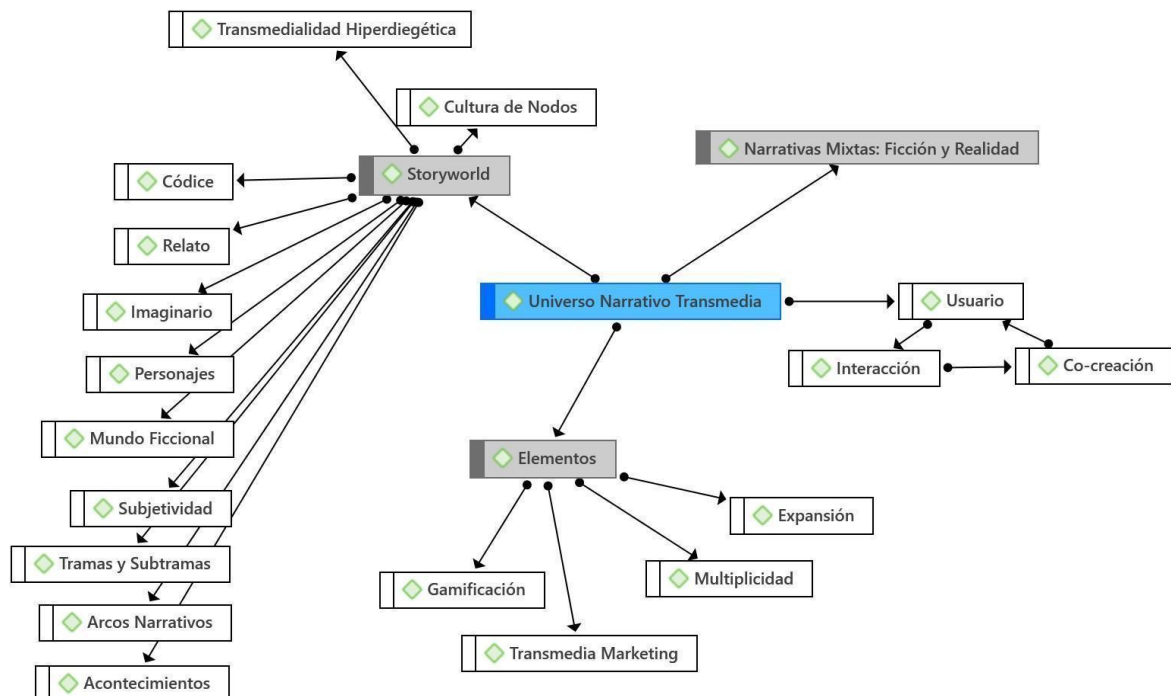 Transmedialidad Hiperdiegética
Cultura de Nodos
Narrativas Mixtas: Ficción y Realidad
Storyworld
Códice
Relato
Imaginario
Universo Narrativo Transmedia
Usuario
Personajes
Interacción
Co-creación
Mundo Ficcional
Elementos
Subjetividad
Expansión
Tramas y Subtramas
Multiplicidad
Gamificación
Arcos Narrativos
Transmedia Marketing
Acontecimientos